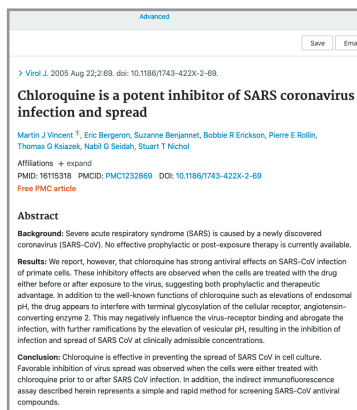 Advanced
Save
Emai
> Virol J. 2005 Aug 22;2:69. doi: 10.1186/1743-422X-2-69.
Chloroquine is a potent inhibitor of SARS coronavirus
infection and spread
Martin J Vincent 1, Eric Bergeron, Suzanne Benjannet, Bobbie R Erickson, Pierre E Rollin,
Thomas G Ksiazek, Nabil G Seidah, Stuart T Nichol
Affiliations + expand
PMID: 16115318 PMCID: PMC1232869 DOI: 10.1186/1743-422X-2-69
Free PMC article
Abstract
Background: Severe acute respiratory syndrome (SARS) is caused by a newly discovered
coronavirus (SARS-CoV). No effective prophylactic or post-exposure therapy is currently available.
Results: We report, however, that chloroquine has strong antiviral effects on SARS-CoV infection
of primate cells. These inhibitory effects are observed when the cells are treated with the drug
either before or after exposure to the virus, suggesting both prophylactic and therapeutic
advantage. In addition to the well-known functions of chloroquine such as elevations of endosomal
pH, the drug appears to interfere with terminal glycosylation of the cellular receptor, angiotensin-
converting enzyme 2. This may negatively influence the virus-receptor binding and abrogate the
infection, with further ramifications by the elevation of vesicular pH, resulting in the inhibition of
infection and spread of SARS CoV at clinically admissible concentrations.
Conclusion: Chloroquine is effective in preventing the spread of SARS CoV in cell culture.
Favorable inhibition of virus spread was observed when the cells were either treated with
chloroquine prior to or after SARS CoV infection. In addition, the indirect immunofluorescence
assay described herein represents a simple and rapid method for screening SARS-CoV antiviral
compounds.